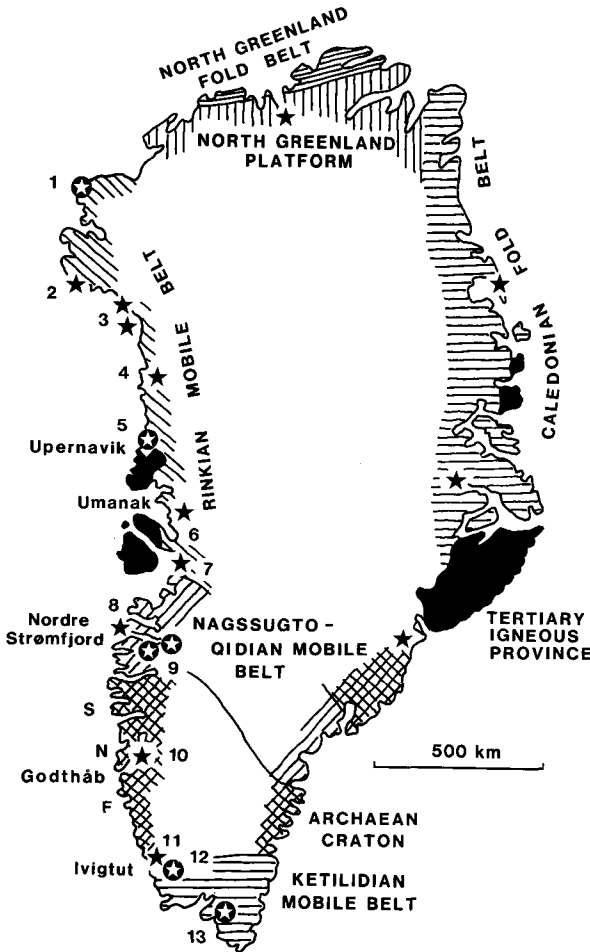 NORTH GREENLAND
FOLD BELT
NORTH GREENLAND
PLATFORM
1
BELT
FOLD
CALEDONIAN
2
3
BELT
MOBILE
RINKIAN
4
5
Upernavik
Umanak
6
7
8
Nordre
Strømfjord
NAGSSUGTO -
QIDIAN MOBILE
BELT
9
TERTIARY
IGNEOUS
PROVINCE
S
N
10
Godthåb
F
500 km
ARCHAEAN
CRATON
11
12
Ivigtut
KETILIDIAN
MOBILE BELT
13